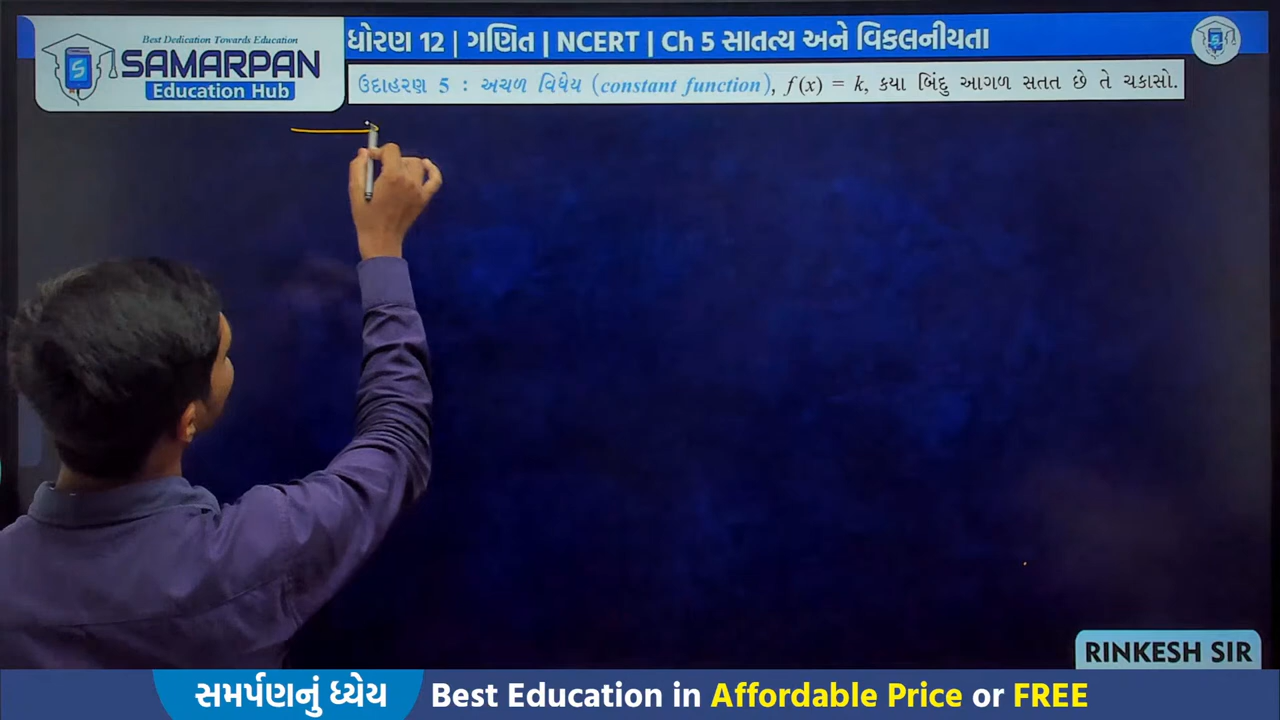 Best Dedication Towards Education
SAMARPAN
Education Hub
ધોરણ 12 | ગણિત | NCERT | Ch 5 સાતત્ય અને વિકલનીયતા
ઉદાહરણ 5 : અચળ વિધેય (constant function), f(x) = k, કયા બિંદુ આગળ સતત છે તે ચકાસો.
RINKESH SIR
સમર્પણનું ધ્યેય Best Education in Affordable Price or FREE